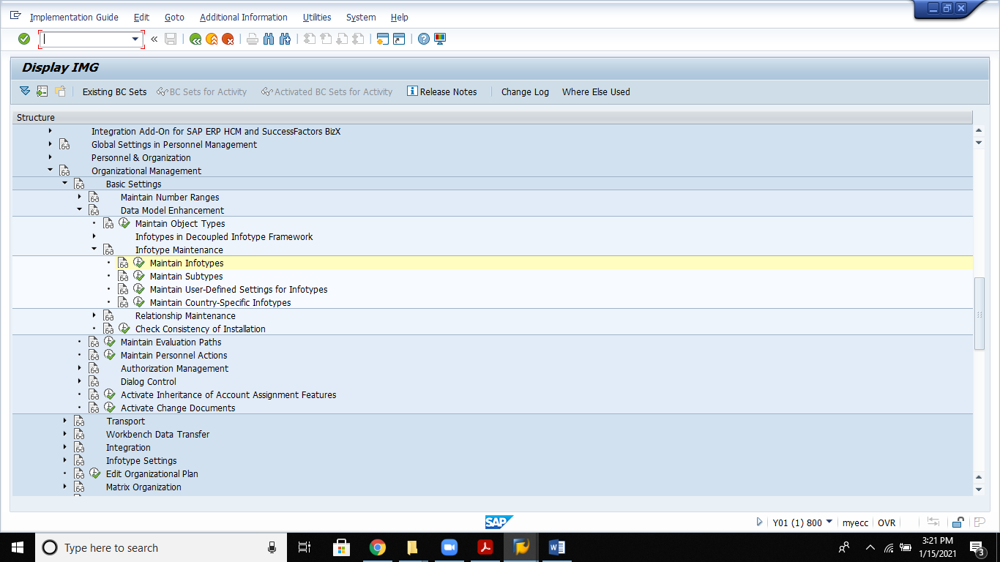 Implementation Guide Edit Goto Additional Information Utilities System Help
Display IMG
Existing BC Sets BC Sets for Activity Activated BC Sets for Activity Release Notes Change Log Where Else Used
Structure
Integration Add-On for SAP ERP HCM and SuccessFactors BizX
Global Settings in Personnel Management
Personnel & Organization
Organizational Management
Basic Settings
Maintain Number Ranges
Data Model Enhancement
Maintain Object Types
Infotypes in Decoupled Infotype Framework
Infotype Maintenance
Maintain Infotypes
Maintain Subtypes
Maintain User-Defined Settings for Infotypes
Maintain Country-Specific Infotypes
Relationship Maintenance
Check Consistency of Installation
Maintain Evaluation Paths
Maintain Personnel Actions
Authorization Management
Dialog Control
Activate Inheritance of Account Assignment Features
Activate Change Documents
Transport
Workbench Data Transfer
Integration
Infotype Settings
Edit Organizational Plan
Matrix Organization
SAP Y01 (1) 800 myecc OVR
Type here to search
3:21 PM
1/15/2021
3